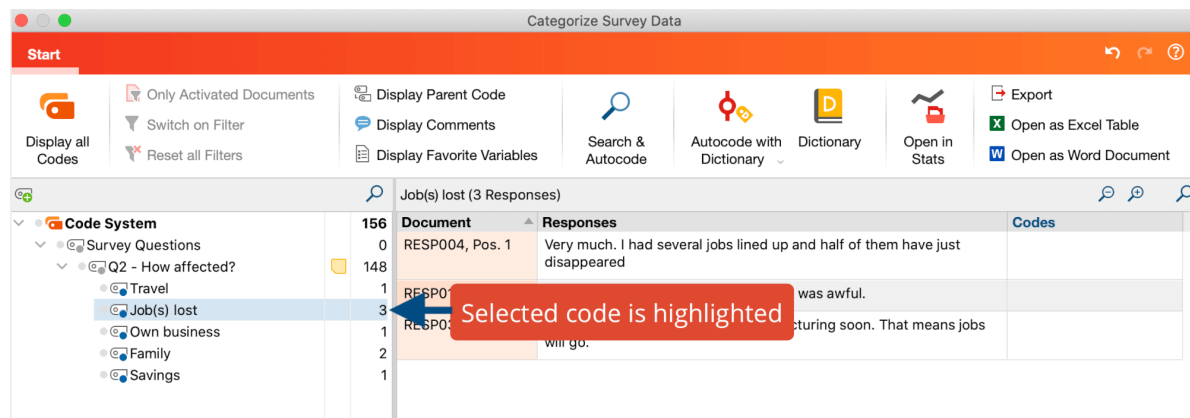 Categorize Survey Data
Start
Display all
Codes
Only Activated Documents
Switch on Filter
Reset all Filters
Display Parent Code
Display Comments
Display Favorite Variables
Search &
Autocode
Autocode with
Dictionary
Dictionary
Open in
Stats
Export
Open as Excel Table
Open as Word Document
Job(s) lost (3 Responses)
Code System 156
Survey Questions 0
Q2 - How affected? 148
Travel 1
Job(s) lost 3
Own business 1
Family 2
Savings 1
Document Responses Codes
RESP004, Pos. 1 Very much. I had several jobs lined up and half of them have just
disappeared
was awful.
Selected code is highlighted
soon. That means jobs
will go.